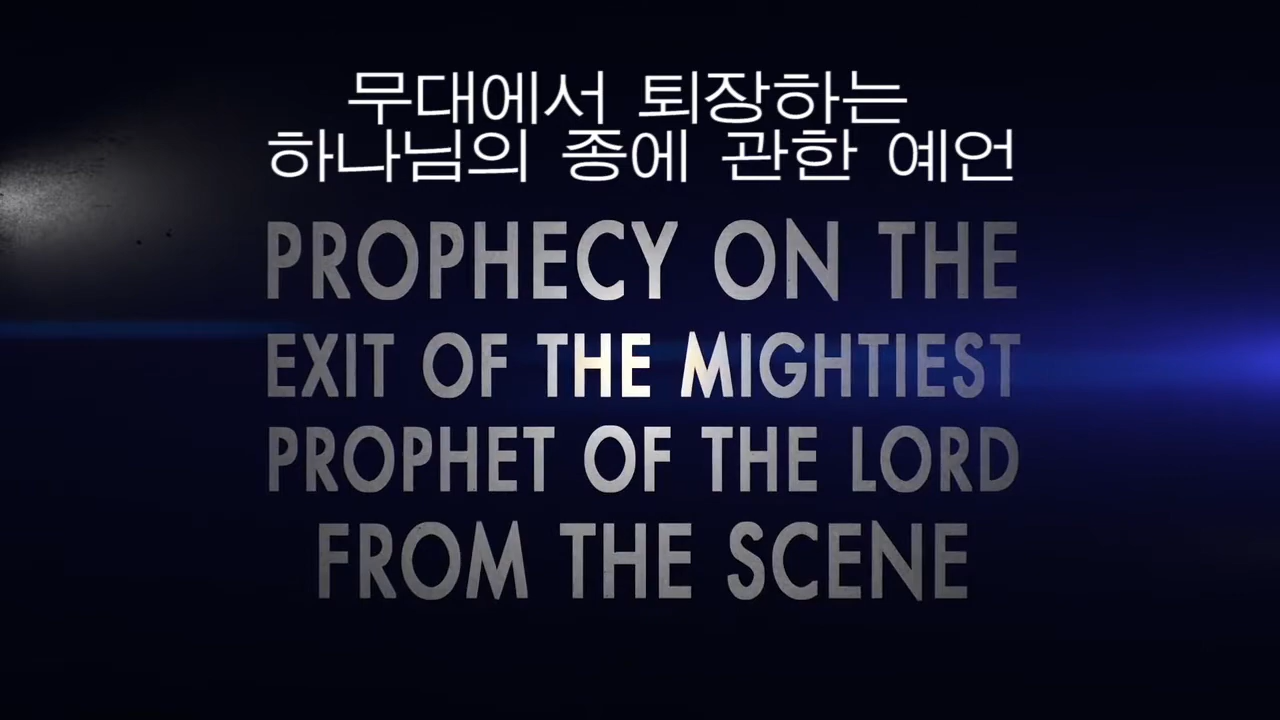 무대에서 퇴장하는
하나님의 종에 관한 예언
PROPHECY ON THE
EXIT OF THE MIGHTIEST
PROPHET OF THE LORD
FROM THE SCENE